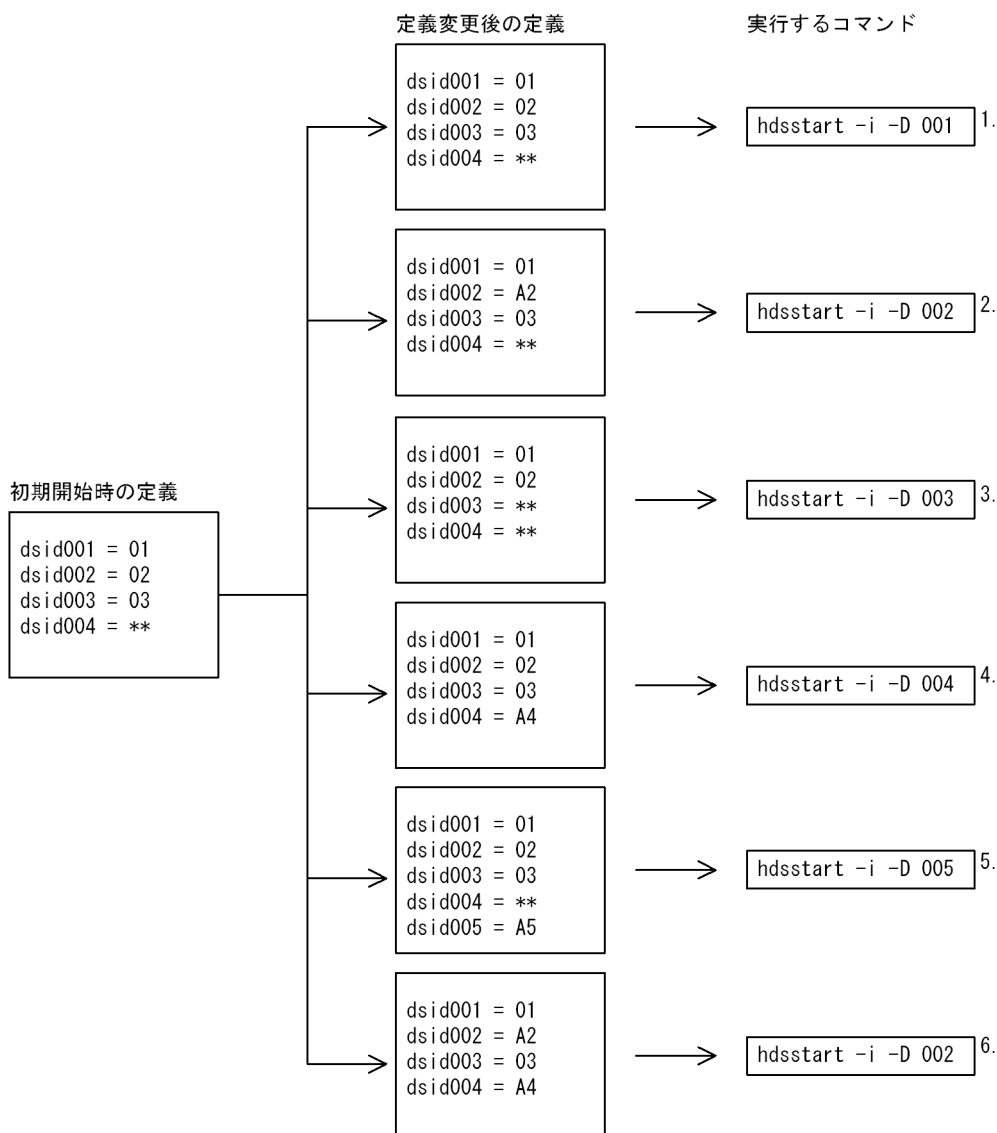 定義変更後の定義
実行するコマンド
dsid001 = 01
dsid002 = 02
dsid003 = 03
dsid004 = **
hdsstart -i -D 001
1.
dsid001 = 01
dsid002 = A2
dsid003 = 03
dsid004 = **
hdsstart -i -D 002
2.
dsid001 = 01
dsid002 = 02
dsid003 = **
dsid004 = **
hdsstart -i -D 003
3.
初期開始時の定義
dsid001 = 01
dsid002 = 02
dsid003 = 03
dsid004 = **
dsid001 = 01
dsid002 = 02
dsid003 = 03
dsid004 = A4
hdsstart -i -D 004
4.
dsid001 = 01
dsid002 = 02
dsid003 = 03
dsid004 = **
dsid005 = A5
hdsstart -i -D 005
5.
dsid001 = 01
dsid002 = A2
dsid003 = 03
dsid004 = A4
hdsstart -i -D 002
6.